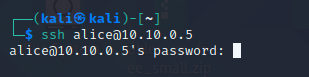 ┌──(kali㉿kali)-[~]
└─$ ssh alice@10.10.0.5
alice@10.10.0.5's password: